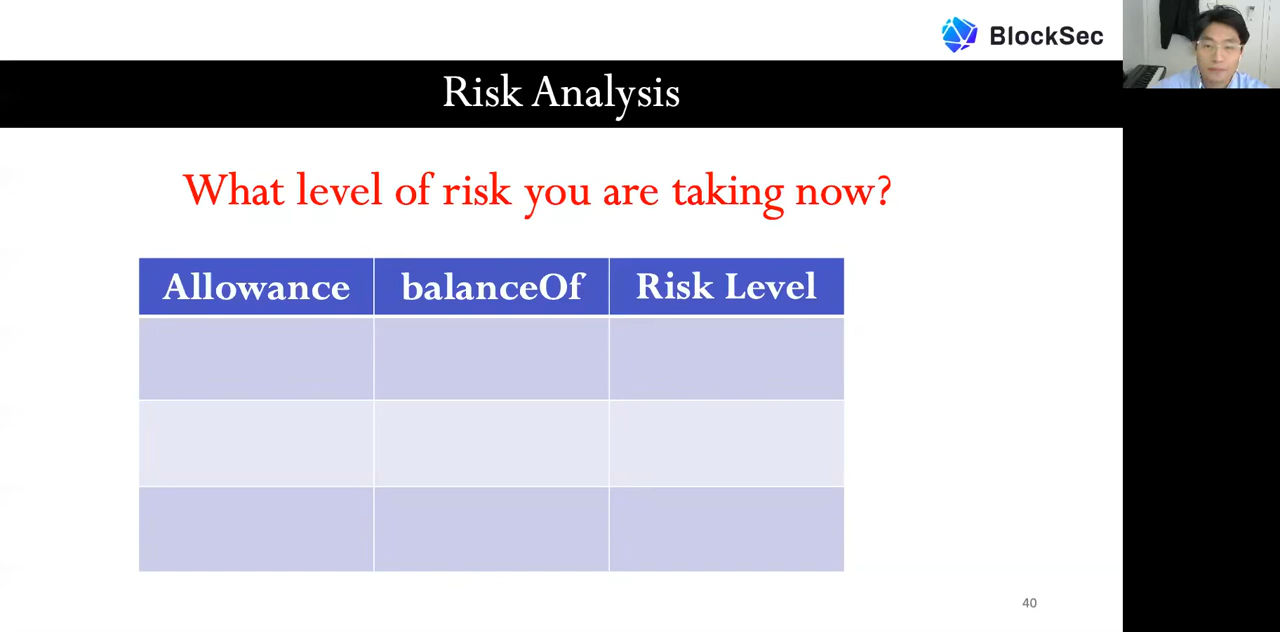 BlockSec
Risk Analysis
What level of risk you are taking now?
Allowance balanceOf Risk Level
40